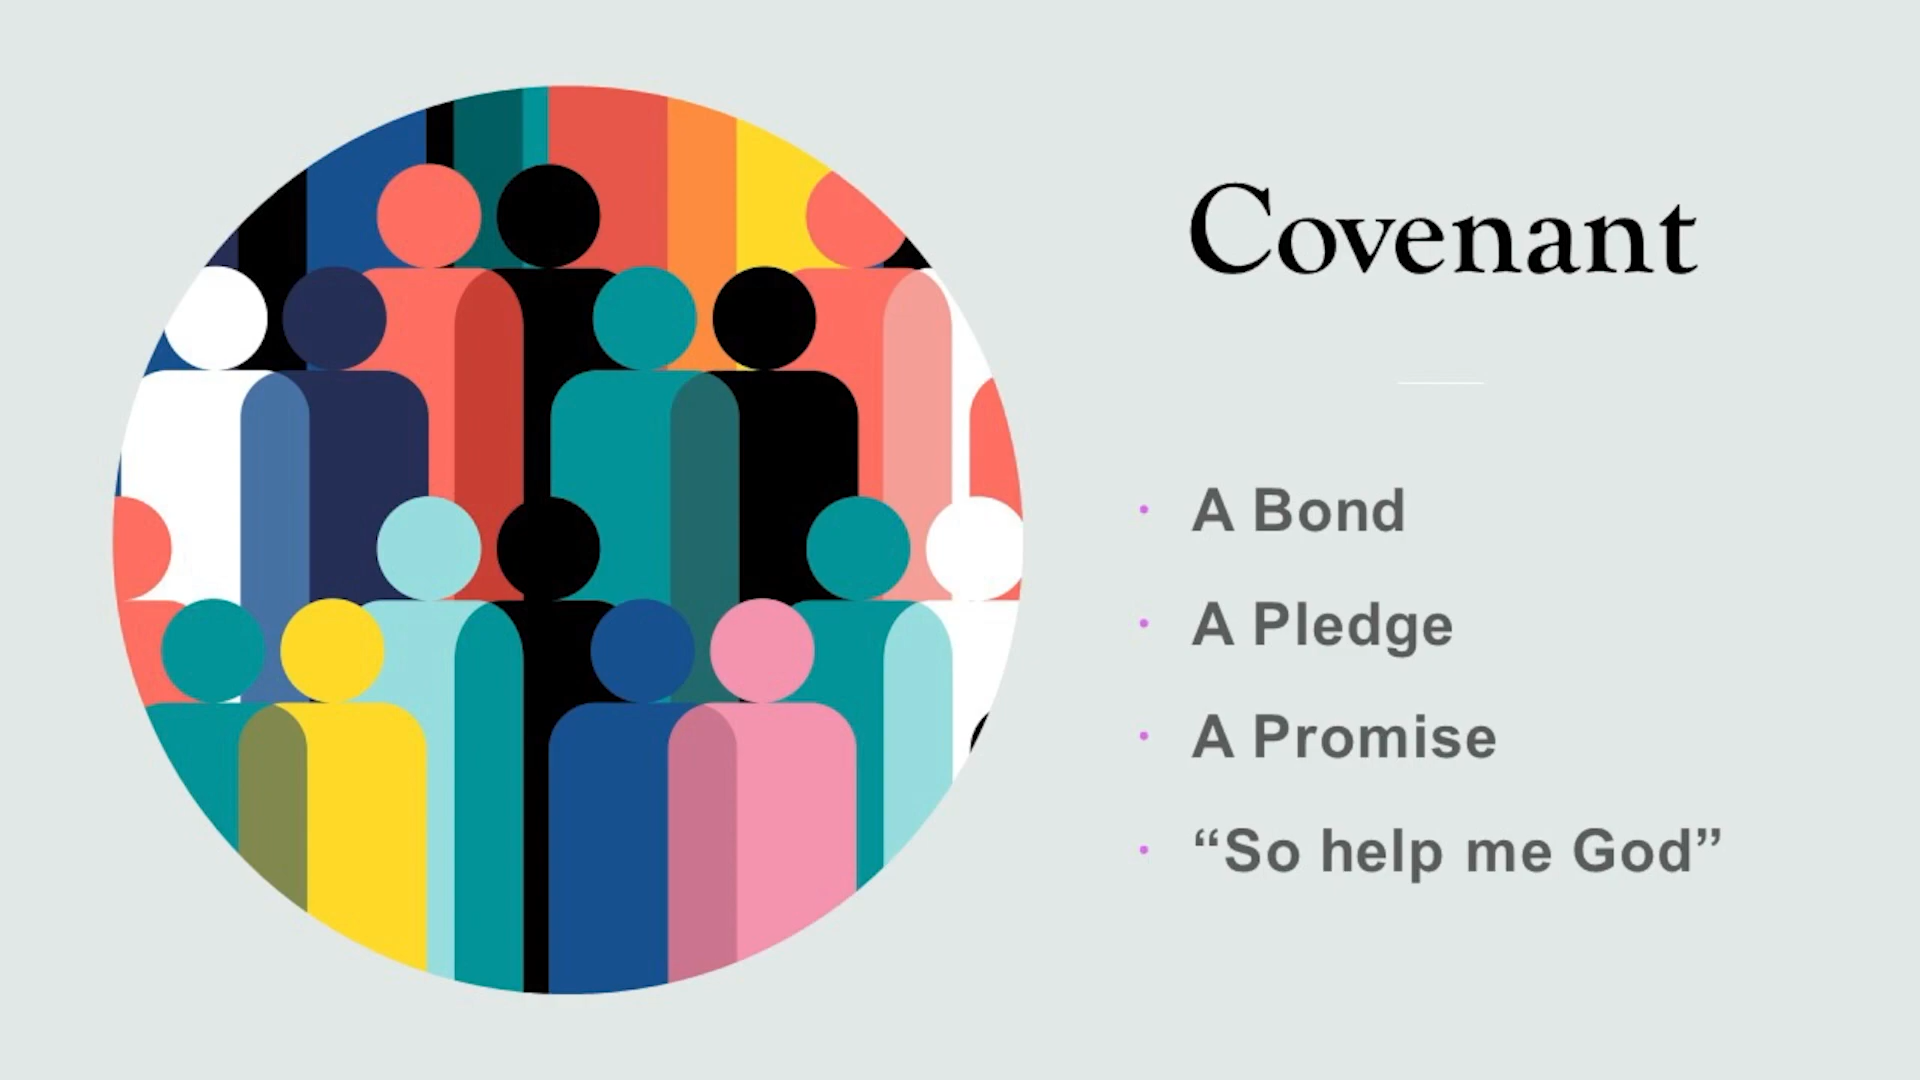 Covenant
• A Bond
• A Pledge
• A Promise
• “So help me God”